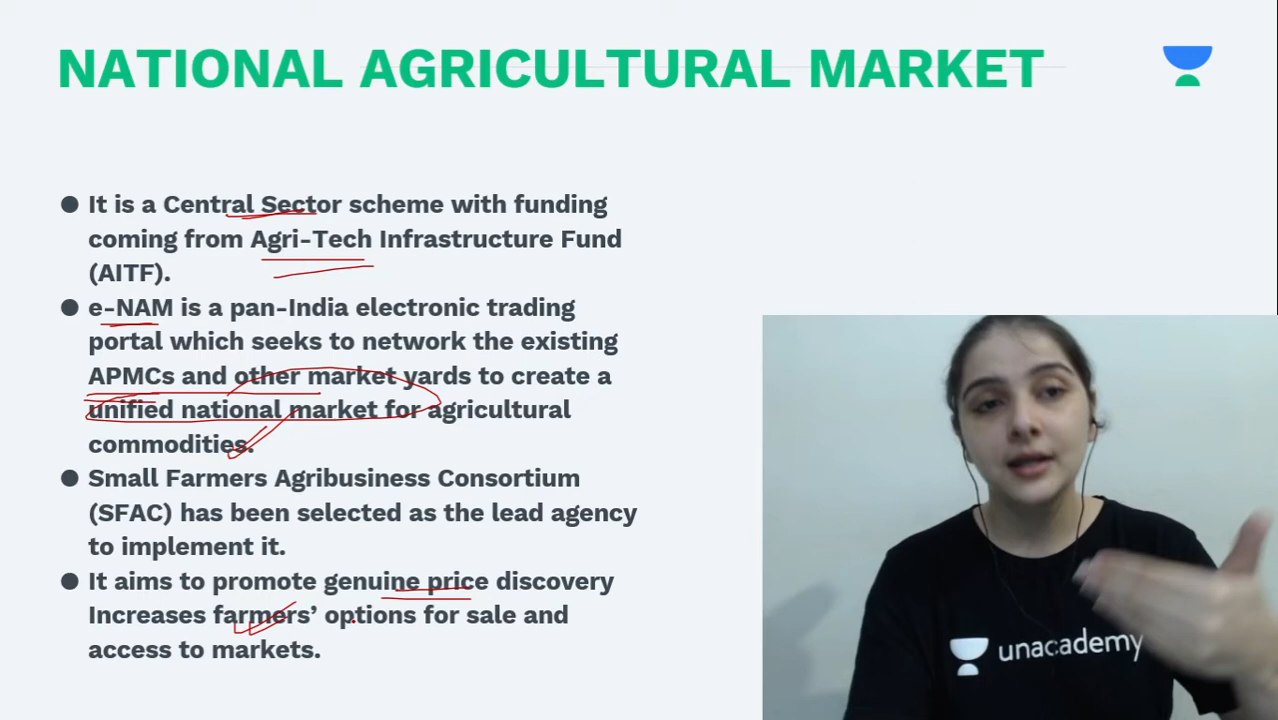 NATIONAL AGRICULTURAL MARKET
● It is a Central Sector scheme with funding
coming from Agri-Tech Infrastructure Fund
(AITF).
● e-NAM is a pan-India electronic trading
portal which seeks to network the existing
APMCs and other market yards to create a
unified national market for agricultural
commodities.
● Small Farmers Agribusiness Consortium
(SFAC) has been selected as the lead agency
to implement it.
● It aims to promote genuine price discovery
Increases farmers’ options for sale and
access to markets.
unacademy